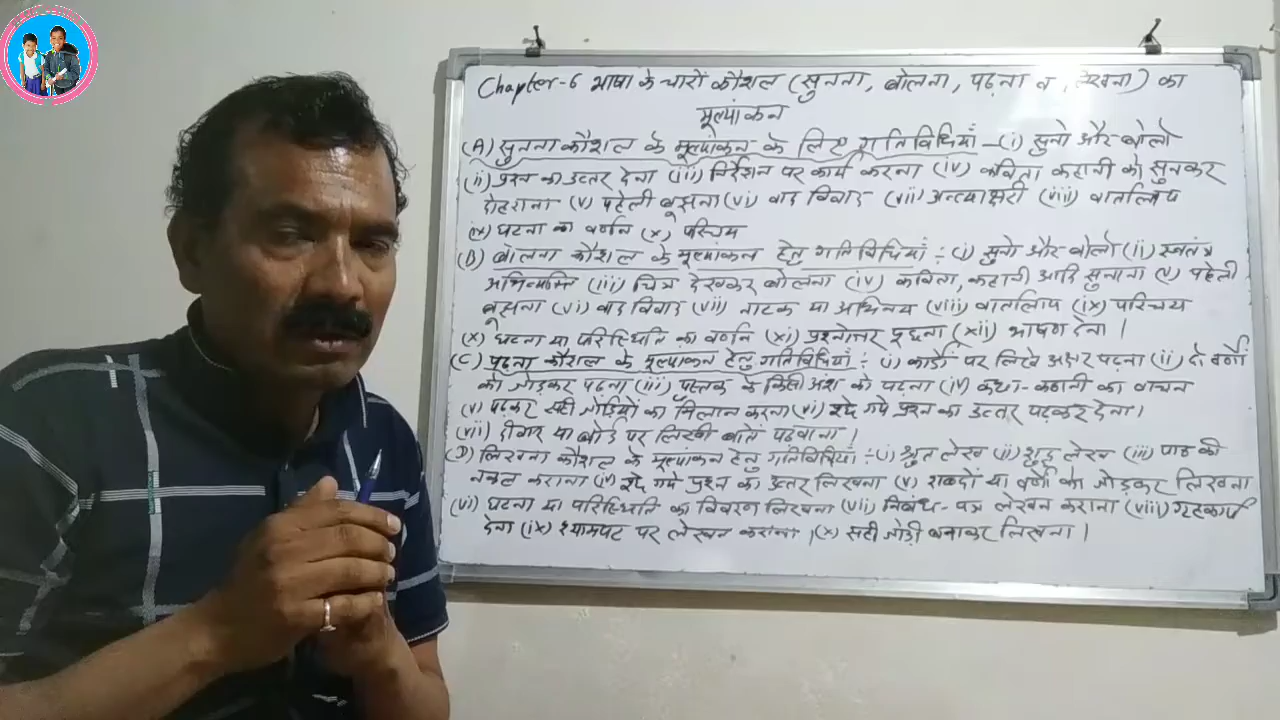 Chapter-6 भाषा के चारों कौशल (सुनना, बोलना, पढ़ना व, लिखना) का
मूल्यांकन
(A) सुनना कौशल के मूल्यांकन के लिए गतिविधियाँ - (i) सुनो और बोलो
(ii) प्रश्न का उत्तर देना (iii) निर्देशन पर कार्य करना (iv) कविता कहानी को सुनकर
दोहराना (v) पहेली बूझना (vi) वाद विवाद (vii) अन्त्याक्षरी (viii) वार्तालाप
(ix) घटना का वर्णन (x) परिचय
(B) बोलना कौशल के मूल्यांकन हेतु गतिविधियाँ :- (i) सुनो और बोलो (ii) स्वतंत्र
अभिव्यक्ति (iii) चित्र देखकर बोलना (iv) कविता, कहानी आदि सुनाना (v) पहेली
बूझना (vi) वाद विवाद (vii) नाटक या अभिनय (viii) वार्तालाप (ix) परिचय
(x) घटना या परिस्थिति का वर्णन (xi) प्रश्नोत्तर पूछना (xii) भाषण देना।
(C) पढ़ना कौशल के मूल्यांकन हेतु गतिविधियाँ :- (i) कार्डों पर लिखे अक्षर पढ़ना (ii) दो वर्णों
को जोड़कर पढ़ना (iii) पुस्तक के किसी अंश को पढ़ना (iv) कथा-कहानी का वाचन
(v) पढ़कर सही जोड़ियों का मिलान करना (vi) गये प्रश्न का उत्तर पढ़कर देना।
(vii) दीवार या बोर्ड पर लिखी बातें पढ़वाना।
(D) लिखना कौशल के मूल्यांकन हेतु गतिविधियाँ :- (i) श्रुत लेख (ii) शुद्ध लेख (iii) पाठ की
नकल कराना (iv) गये प्रश्न का उत्तर लिखना (v) शब्दों या वर्णों को जोड़कर लिखना
(vi) घटना या परिस्थिति का विवरण लिखना (vii) निबंध-पत्र लेखन कराना (viii) गृहकार्य
देना (ix) श्यामपट पर लेखन कराना। (x) सही जोड़ी बनाकर लिखना।